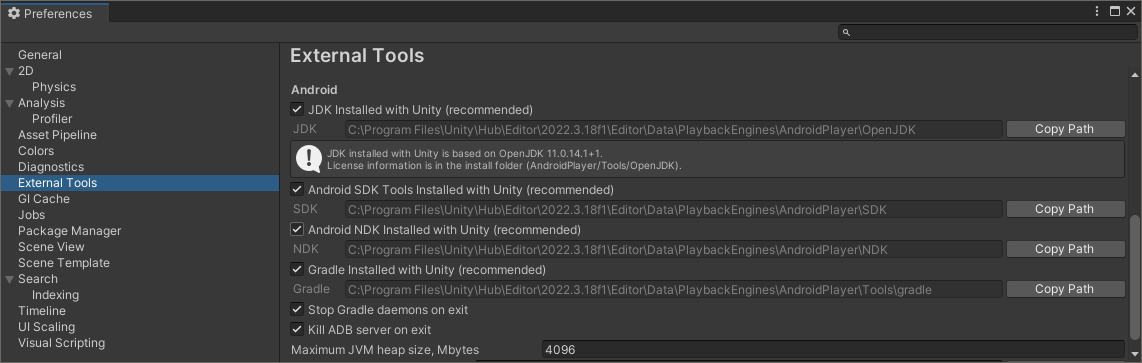 Preferences
General
2D
Physics
Analysis
Profiler
Asset Pipeline
Colors
Diagnostics
External Tools
GI Cache
Jobs
Package Manager
Scene View
Scene Template
Search
Indexing
Timeline
UI Scaling
Visual Scripting
External Tools
Android
JDK Installed with Unity (recommended)
JDK C:\Program Files\Unity\Hub\Editor\2022.3.18f1\Editor\Data\PlaybackEngines\AndroidPlayer\OpenJDK Copy Path
JDK installed with Unity is based on OpenJDK 11.0.14.1+1.
License information is in the install folder (AndroidPlayer/Tools/OpenJDK).
Android SDK Tools Installed with Unity (recommended)
SDK C:\Program Files\Unity\Hub\Editor\2022.3.18f1\Editor\Data\PlaybackEngines\AndroidPlayer\SDK Copy Path
Android NDK Installed with Unity (recommended)
NDK C:\Program Files\Unity\Hub\Editor\2022.3.18f1\Editor\Data\PlaybackEngines\AndroidPlayer\NDK Copy Path
Gradle Installed with Unity (recommended)
Gradle C:\Program Files\Unity\Hub\Editor\2022.3.18f1\Editor\Data\PlaybackEngines\AndroidPlayer\Tools\gradle Copy Path
Stop Gradle daemons on exit
Kill ADB server on exit
Maximum JVM heap size, Mbytes 4096